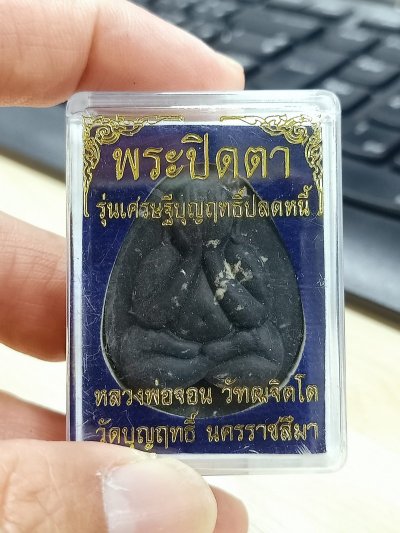 พระปิดตา
รุ่นเศรษฐีบุญฤทธิ์ปลดหนี้
หลวงพ่อจอน วัทฒจิตโต
วัดบุญฤทธิ์ นครราชสีมา